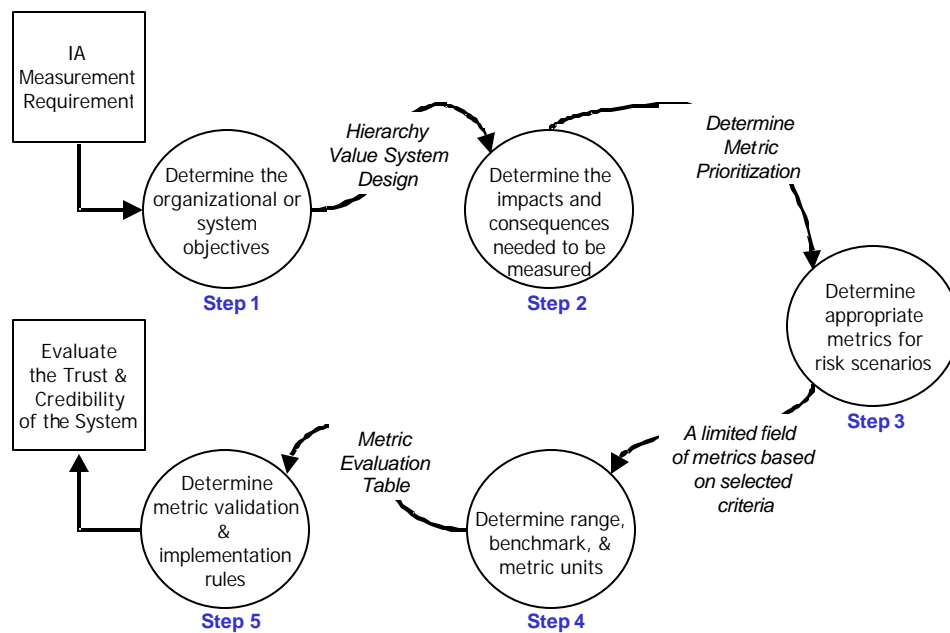 IA
Measurement
Requirement
Determine the
organizational or
system
objectives
Step 1
Hierarchy
Value System
Design
Determine the
impacts and
consequences
needed to be
measured
Step 2
Determine
Metric
Prioritization
Determine
appropriate
metrics for
risk scenarios
Step 3
A limited field
of metrics based
on selected
criteria
Determine range,
benchmark, &
metric units
Step 4
Metric
Evaluation
Table
Determine
metric validation
&
implementation
rules
Step 5
Evaluate
the Trust &
Credibility
of the System